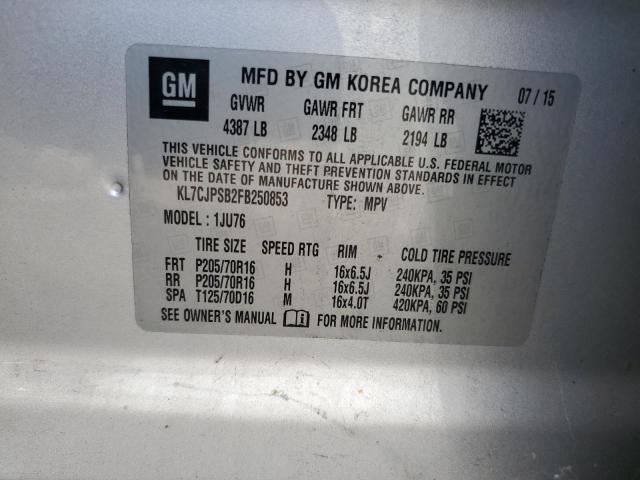 GM
MFD BY GM KOREA COMPANY 07 / 15
GVWR GAWR FRT GAWR RR
4387 LB 2348 LB 2194 LB
THIS VEHICLE CONFORMS TO ALL APPLICABLE U.S. FEDERAL MOTOR
VEHICLE SAFETY AND THEFT PREVENTION STANDARDS IN EFFECT
ON THE DATE OF MANUFACTURE SHOWN ABOVE.
KL7CJPSB2FB250853 TYPE: MPV
MODEL : 1JU76
TIRE SIZE SPEED RTG RIM COLD TIRE PRESSURE
FRT P205/70R16 H 16x6.5J 240KPA, 35 PSI
RR P205/70R16 H 16x6.5J 240KPA, 35 PSI
SPA T125/70D16 M 16x4.0T 420KPA, 60 PSI
SEE OWNER'S MANUAL i FOR MORE INFORMATION.